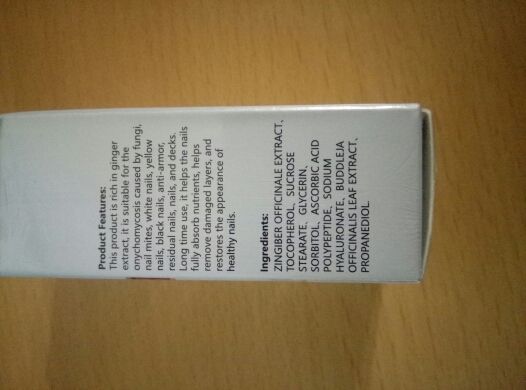 Product Features:
This product is rich in ginger
extract, it is suitable for the
onychomycosis caused by fungi,
nail mites, white nails, yellow
nails, black nails, anti-armor,
residual nails, nails, and decks.
Long time use, it helps the nails
fully absorb nutrients, helps
remove damaged layers, and
restores the appearance of
healthy nails.
Ingredients:
ZINGIBER OFFICINALE EXTRACT,
TOCOPHEROL, SUCROSE
STEARATE, GLYCERIN,
SORBITOL, ASCORBIC ACID
POLYPEPTIDE, SODIUM
HYALURONATE, BUDDLEJA
OFFICINALIS LEAF EXTRACT,
PROPANEDIOL